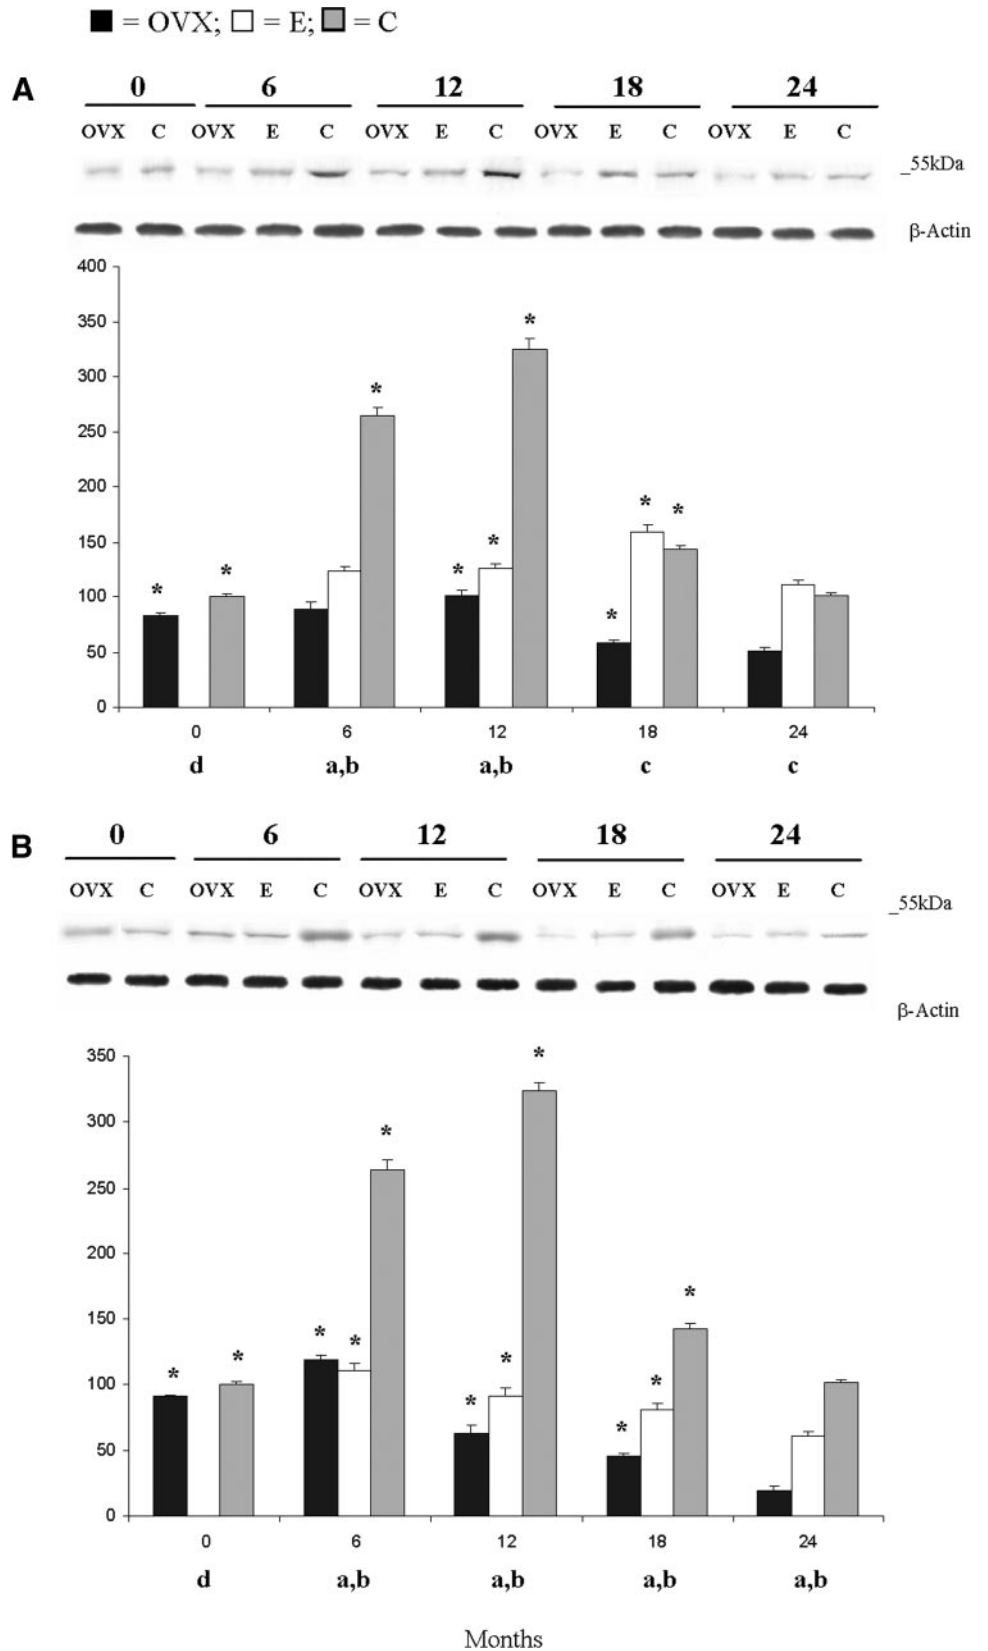 = OVX; = E; = C
A
0 6 12 18 24
OVX C OVX E C OVX E C OVX E C OVX E C
_55kDa
β-Actin
400
350
300
250
200
150
100
50
0
* * * * * * * * *
0 6 12 18 24
d a,b a,b c c
B
0 6 12 18 24
OVX C OVX E C OVX E C OVX E C OVX E C
_55kDa
β-Actin
350
300
250
200
150
100
50
0
* * * * * * * * * * *
0 6 12 18 24
d a,b a,b a,b a,b
Months